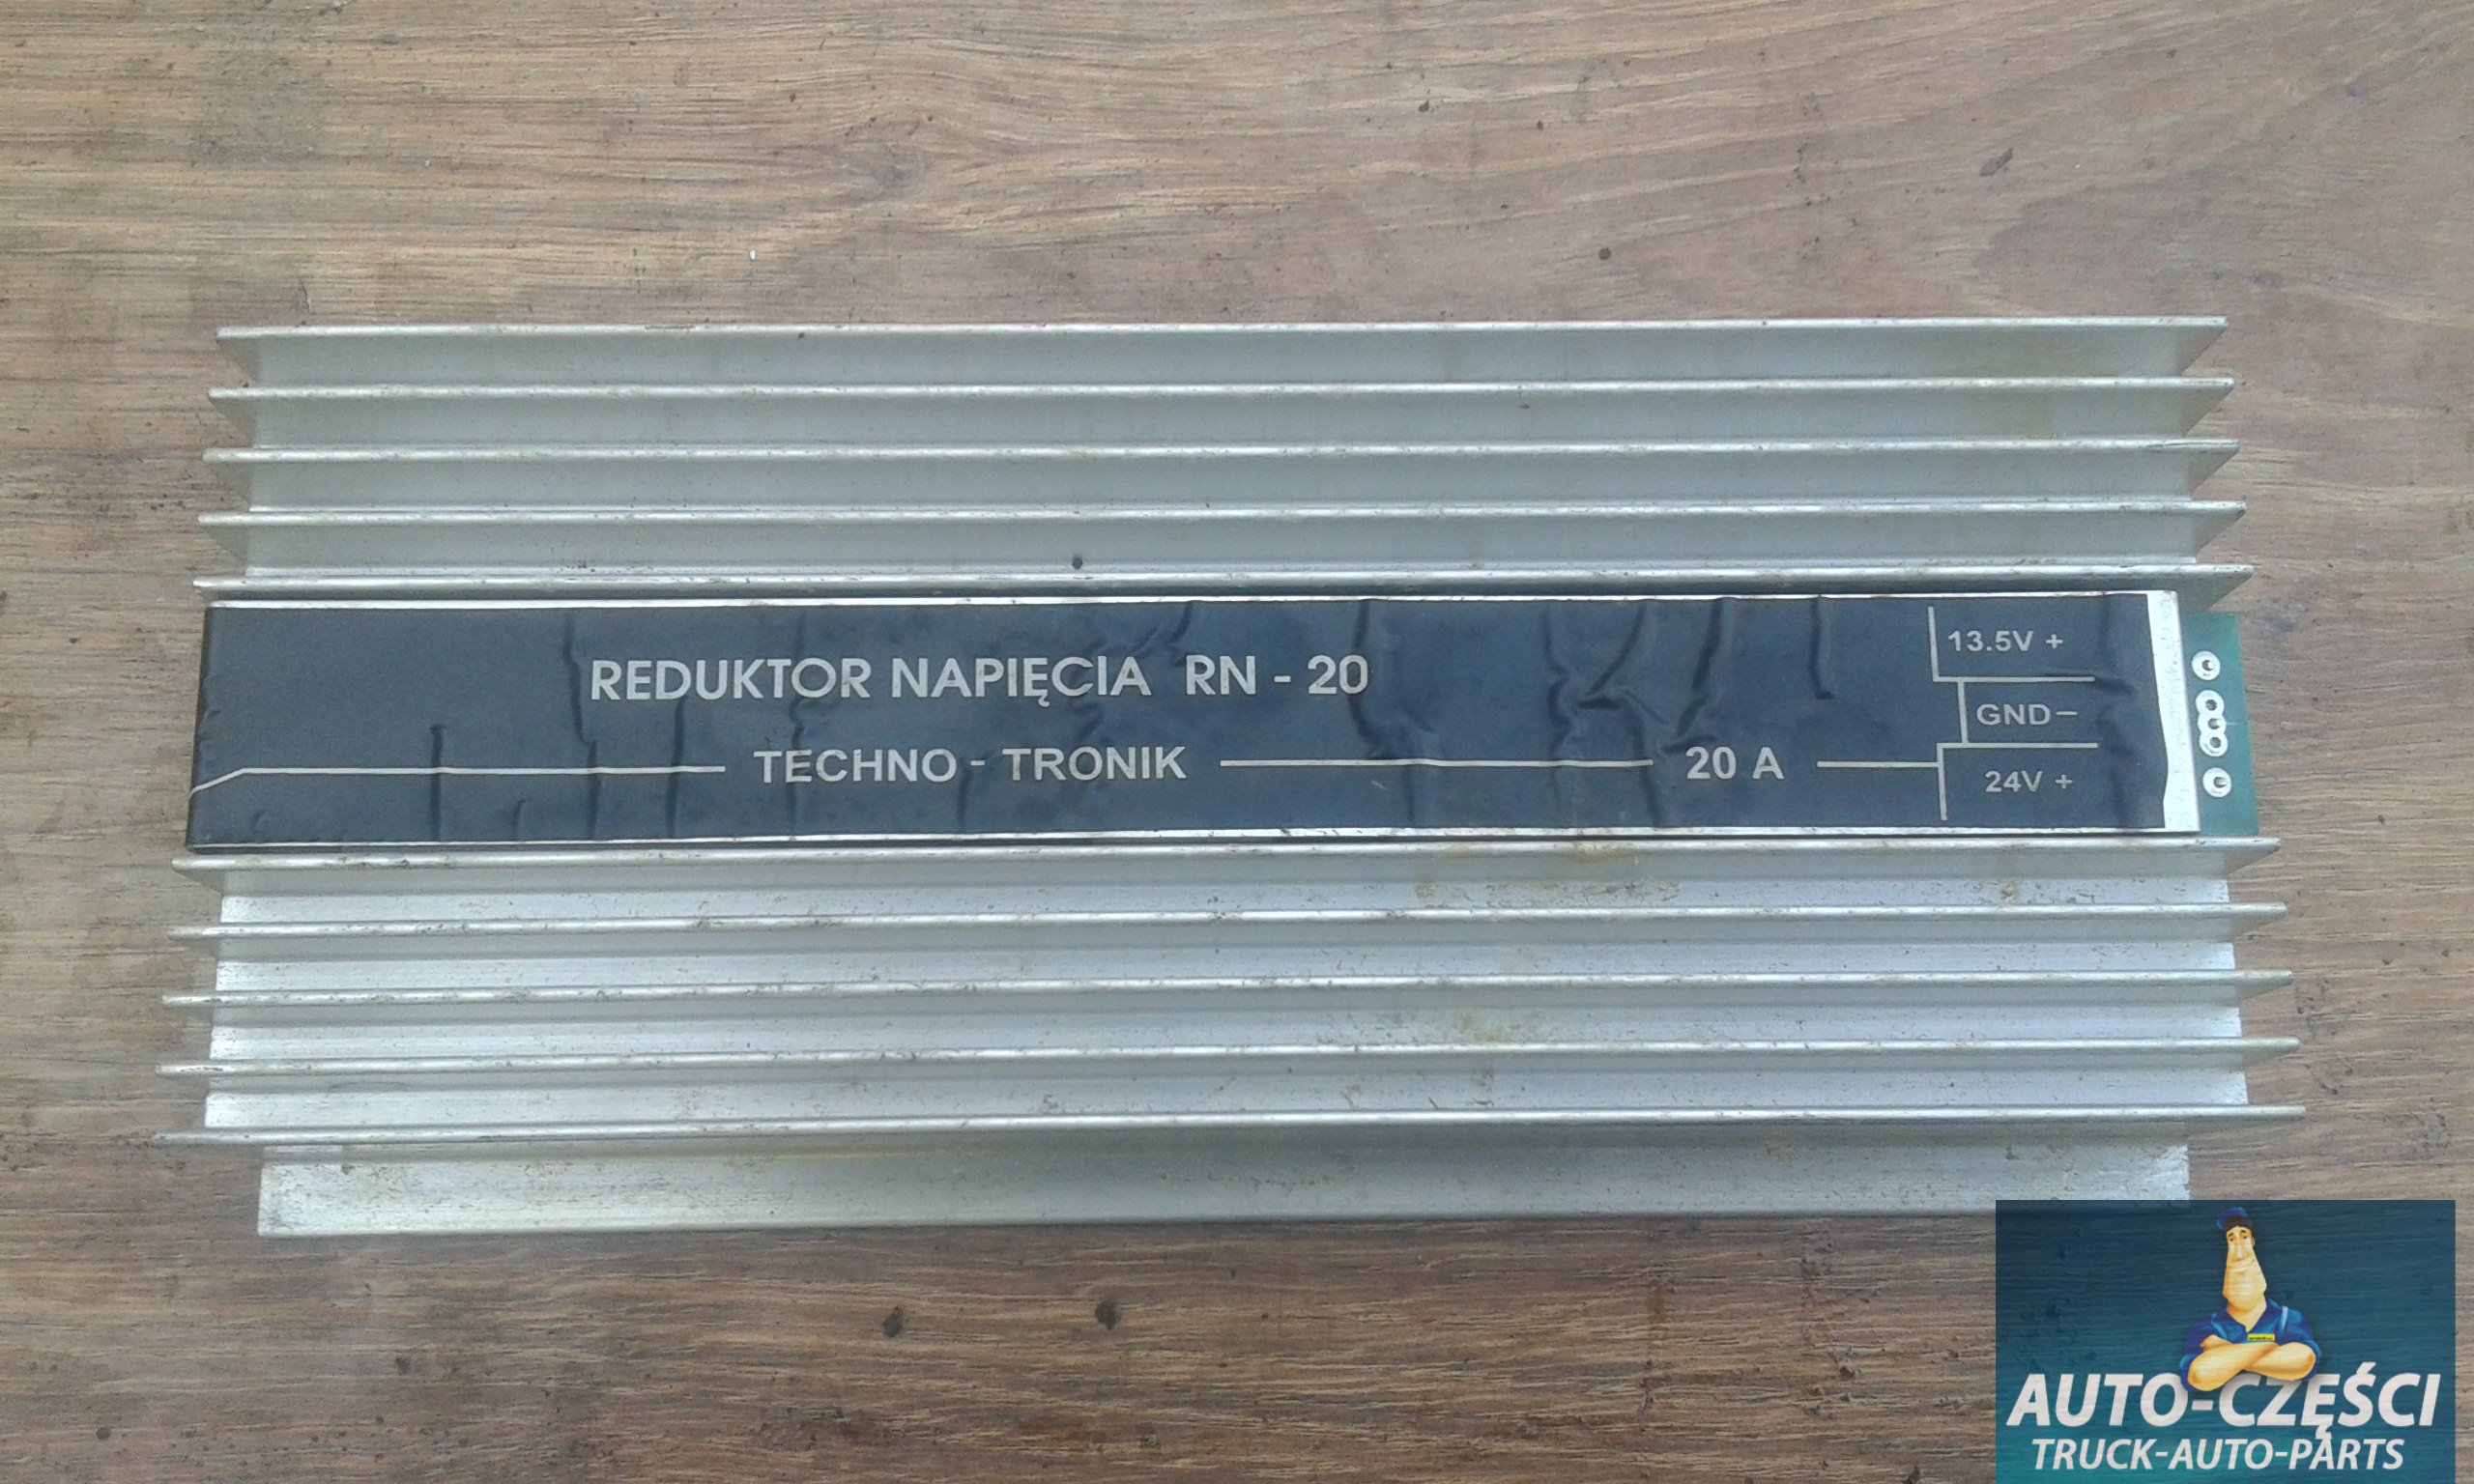 REDUKTOR NAPIĘCIA RN - 20
TECHNO - TRONIK
20 A
13.5V +
GND-
24V +
AUTO-CZĘŚCI
TRUCK-AUTO-PARTS